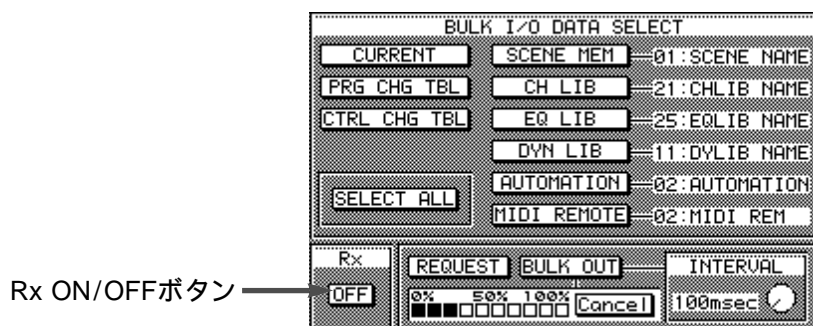 BULK I/O DATA SELECT
CURRENT SCENE MEM 01:SCENE NAME
PRG CHG TBL CH LIB 21:CHLIB NAME
CTRL CHG TBL EQ LIB 25:EQLIB NAME
DYN LIB 11:DYLIB NAME
SELECT ALL AUTOMATION 02:AUTOMATION
MIDI REMOTE 02:MIDI REM
Rx REQUEST BULK OUT INTERVAL
Rx ON/OFFボタン OFF 0% 50% 100% Cancel 100msec